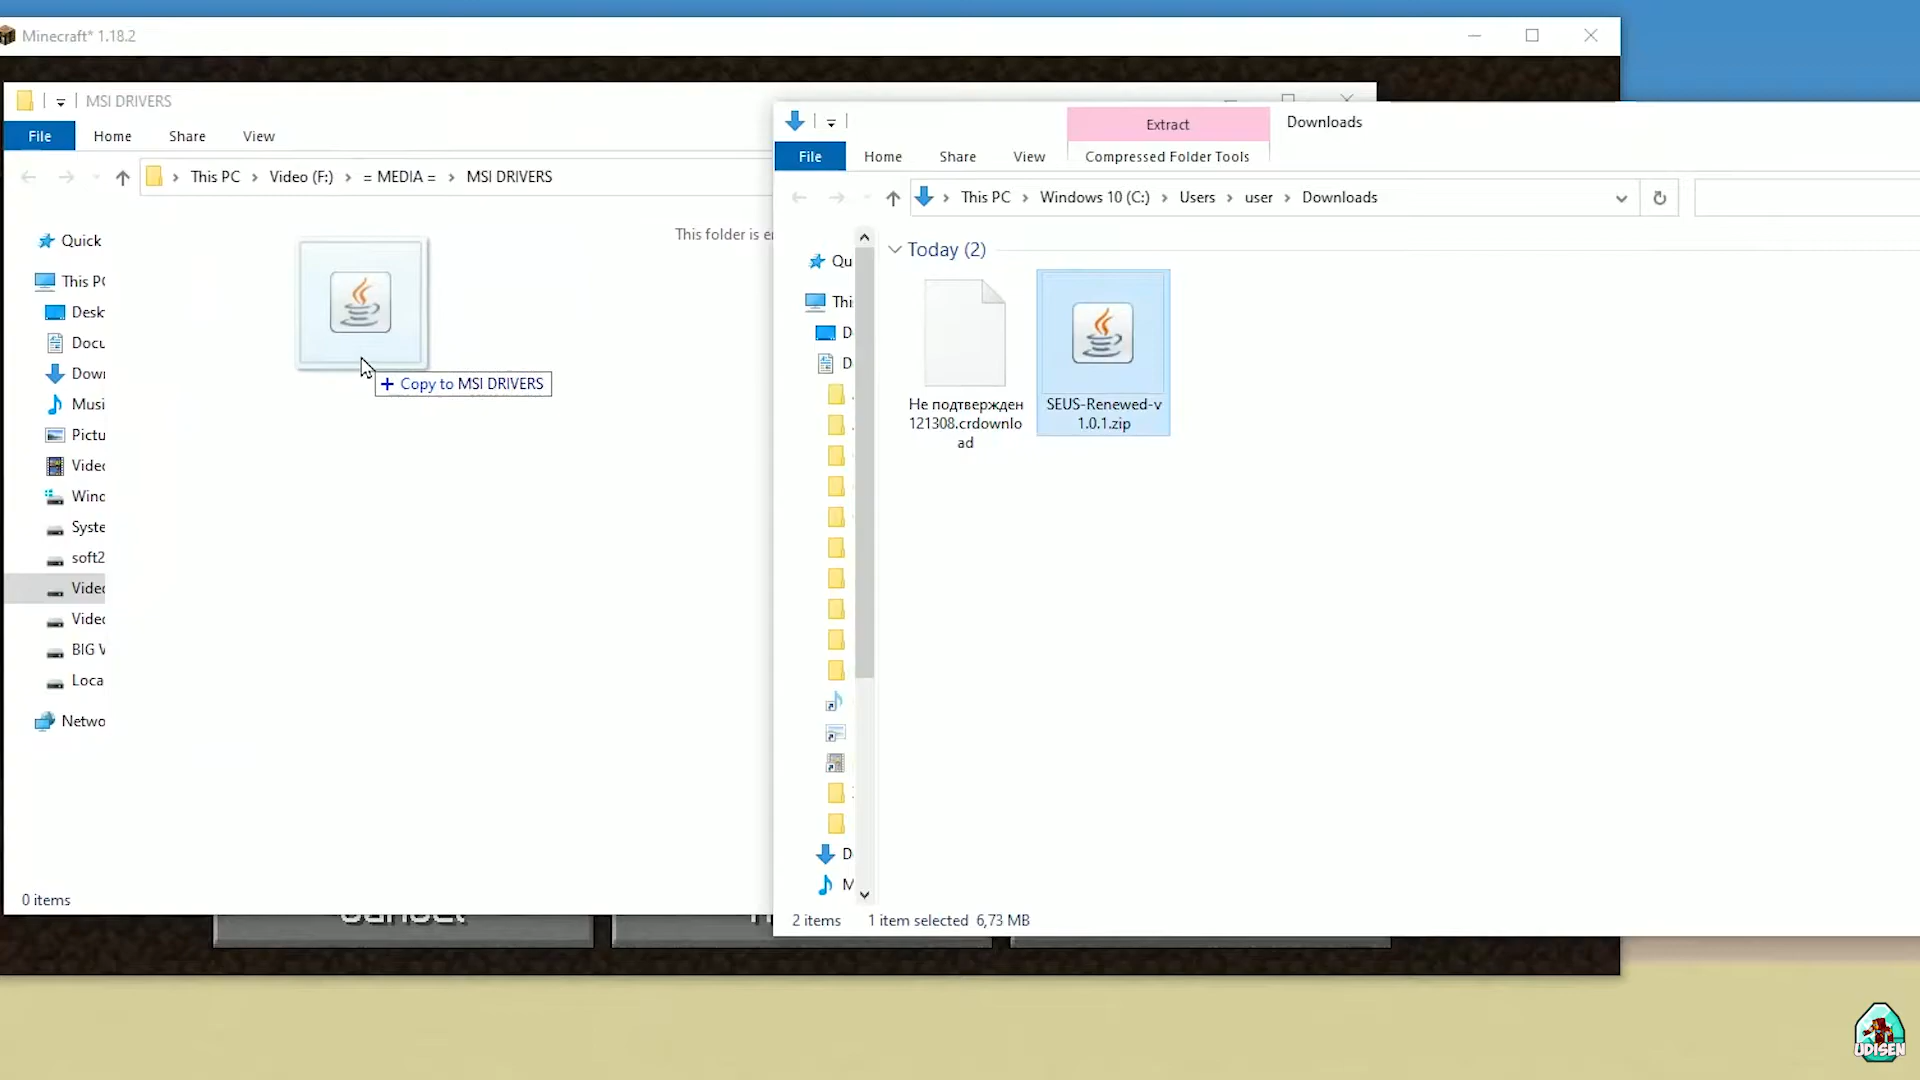 Minecraft* 1.18.2
MSI DRIVERS
File Home Share View
This PC Video (F:) = MEDIA = MSI DRIVERS
This folder is
Quick
This PC
Desk
Docu
Down
Musi
Pictu
Video
Wind
Syste
soft2
Video
Video
BIG V
Loca
Netwo
Copy to MSI DRIVERS
0 items
Extract
Downloads
File Home Share View Compressed Folder Tools
This PC Windows 10 (C:) Users user Downloads
Qu
Thi
D
D
D
M
Today (2)
Не подтвержден
121308.crdownlo
ad
SEUS-Renewed-v
1.0.1.zip
2 items 1 item selected 6,73 MB
UDISEN